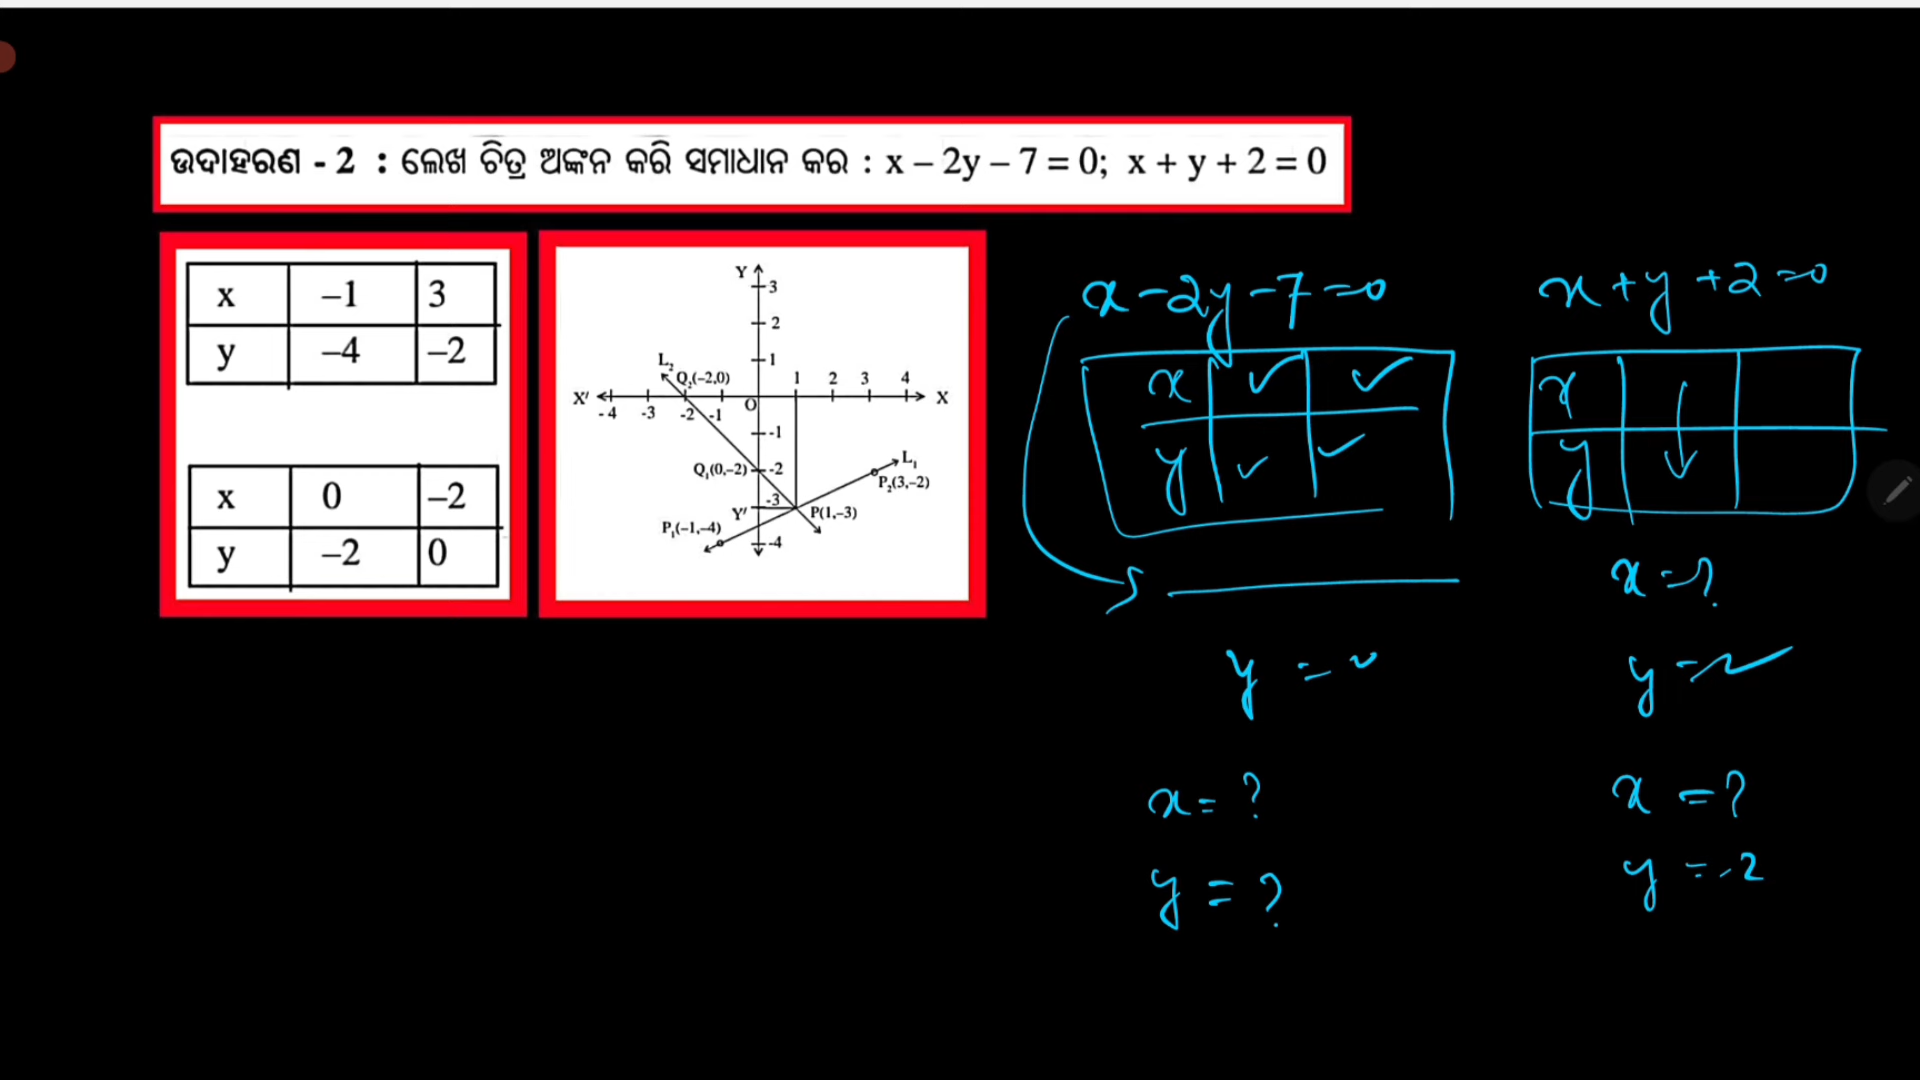 ଉଦାହରଣ - 2 : ଲେଖ ଚିତ୍ର ଅଙ୍କନ କରି ସମାଧାନ କର : x – 2y – 7 = 0; x + y + 2 = 0
x –1 3
y –4 –2
x 0 –2
y –2 0
Y
3
2
1
L₂
Q₂(–2,0)
1 2 3 4
X' O X
-4 -3 -2 -1
-1
Q₁(0,–2) -2
L₁
P₂(3,–2)
-3
Y' P(1,–3)
P₁(–1,–4)
-4
x - 2y - 7 = 0
x ✓ ✓
y ✓ ✓
y =
x = ?
y = ?
x + y + 2 = 0
x
y
x = ?
y =
x = ?
y = -2